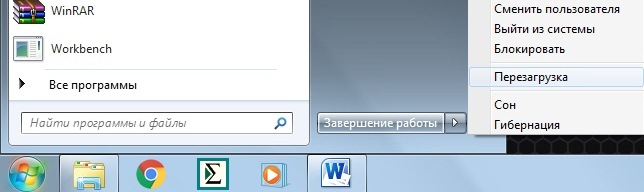 WinRAR
Workbench
Все программы
Найти программы и файлы
Завершение работы
Сменить пользователя
Выйти из системы
Блокировать
Перезагрузка
Сон
Гибернация